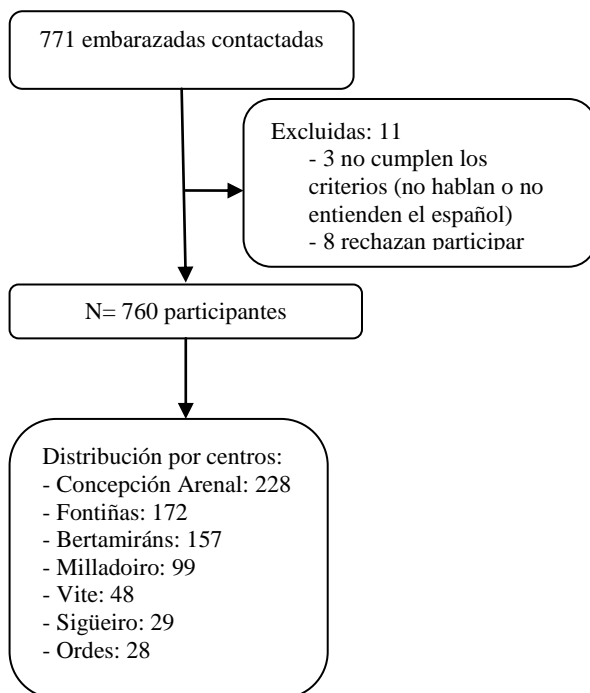 771 embarazadas contactadas
Excluidas: 11
- 3 no cumplen los
criterios (no hablan o no
entienden el español)
- 8 rechazan participar
N= 760 participantes
Distribución por centros:
- Concepción Arenal: 228
- Fontiñas: 172
- Bertamiráns: 157
- Milladoiro: 99
- Vite: 48
- Sigüeiro: 29
- Ordes: 28